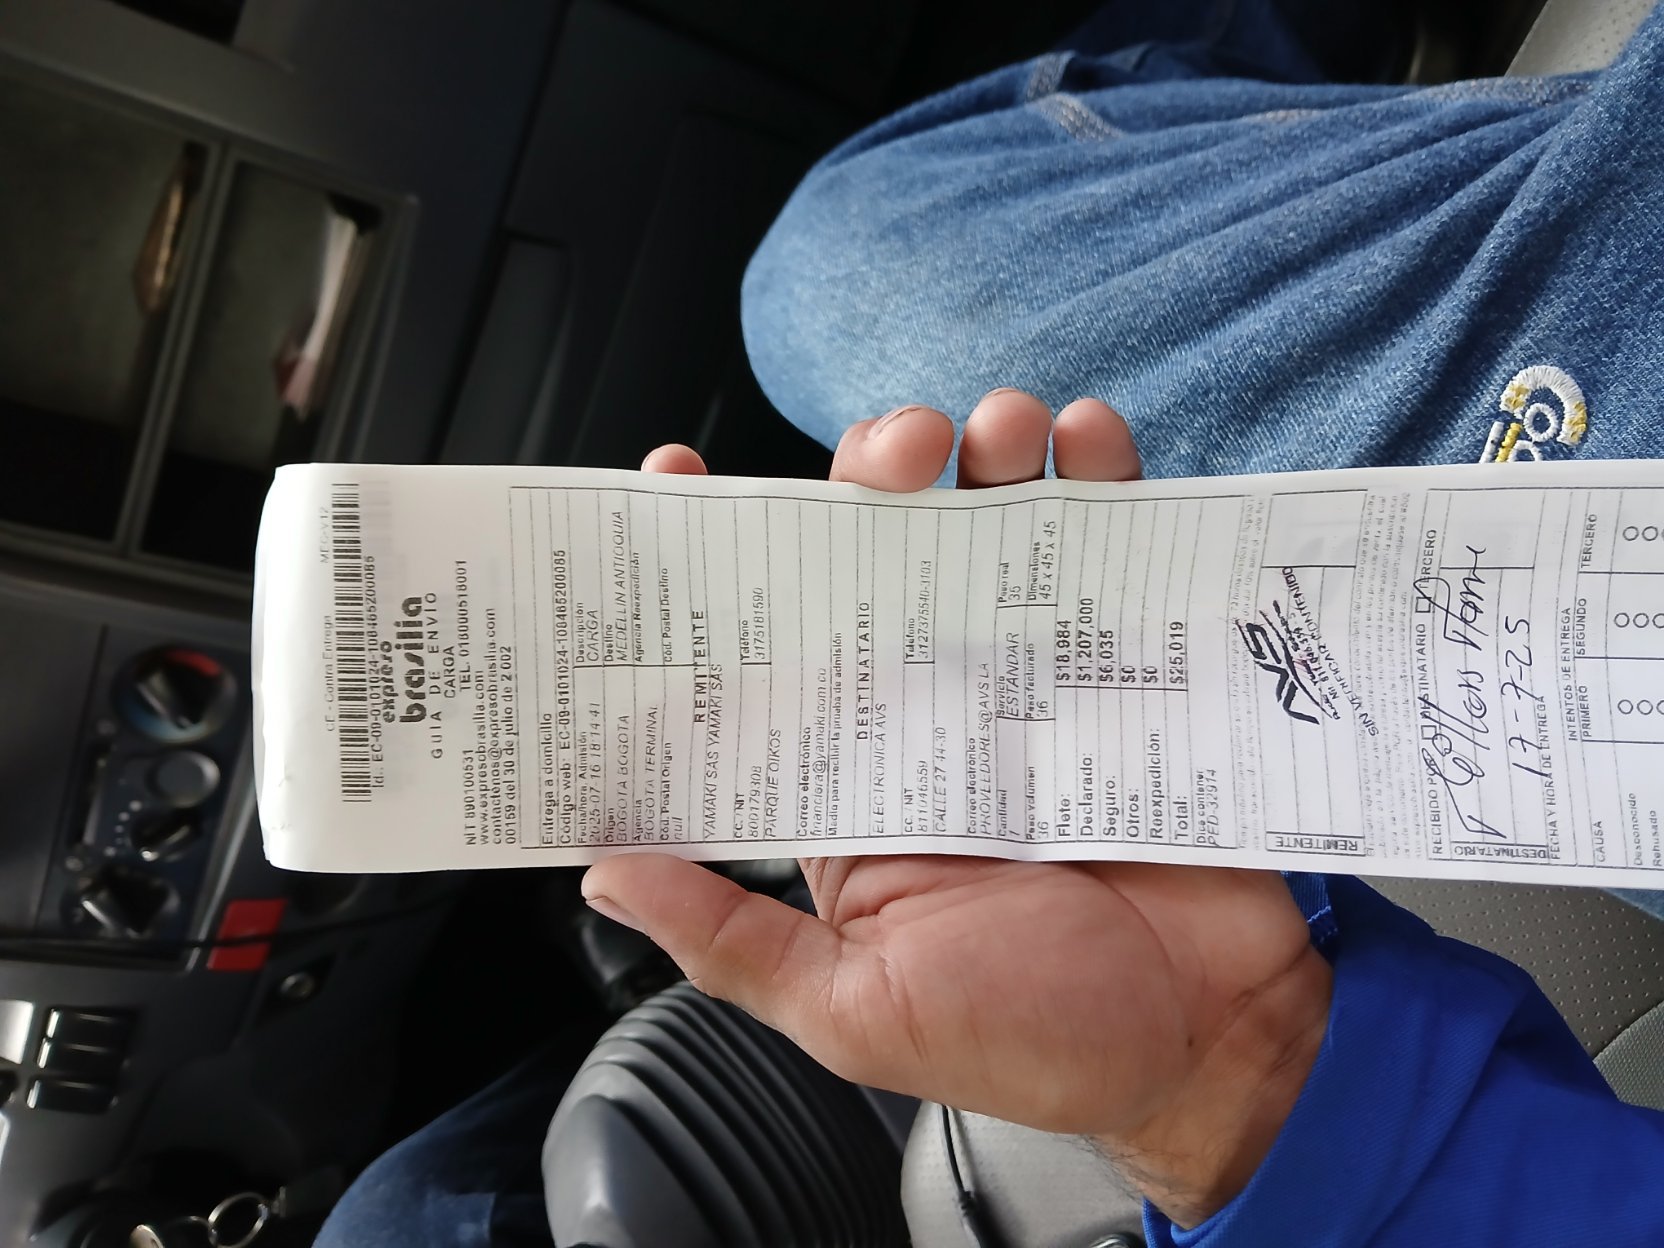 CE - Contra Entrega
MEC-V12
Id.: EC-09-0101024-108465200085
expreso
brasilia
GUIA DE ENVIO
CARGA
NIT 890100531 TEL. 018000518001
www.expresobrasilia.com
contactenos@expresobrasilia.com
00159 del 30 de julio de 2002
Entrega a domicilio
Código web: EC-09-0101024-108465200085
Fecha/hora Admisión Descripción
2025-07-16 18:14:41 CARGA
Origen Destino
BOGOTA BOGOTA MEDELLIN ANTIOQUIA
Agencia Agencia Reexpedición
BOGOTA TERMINAL
Cód. Postal Origen Cód. Postal Destino
null
REMITENTE
YAMAKI SAS YAMAKI SAS
CC. NIT Teléfono
800179308 3175181590
PARQUE OIKOS
Correo electrónico
financiera@yamaki.com.co
Medio para recibir la prueba de admisión
DESTINATARIO
ELECTRONICA AVS
CC. NIT Teléfono
811046559 3127375540-3103
CALLE 27 44-30
Correo electrónico
PROVEEDORES@AVS LA
Cantidad Servicio Peso real
1 ESTANDAR 35
Peso volumen Peso facturado Dimensiones
36 36 45 x 45 x 45
Flete: $18,984
Declarado: $1,207,000
Seguro: $6,035
Otros: $0
Reexpedición: $0
Total: $25,019
Dice contener:
PED-32914
REMITENTE
AVS
SIN VERIFICAR CONTENIDO
RECIBIDO POR DESTINATARIO TERCERO
DESTINATARIO
17-7-25
FECHA Y HORA DE ENTREGA
INTENTOS DE ENTREGA
CAUSA PRIMERO SEGUNDO TERCERO
Desconocido
Rehusado